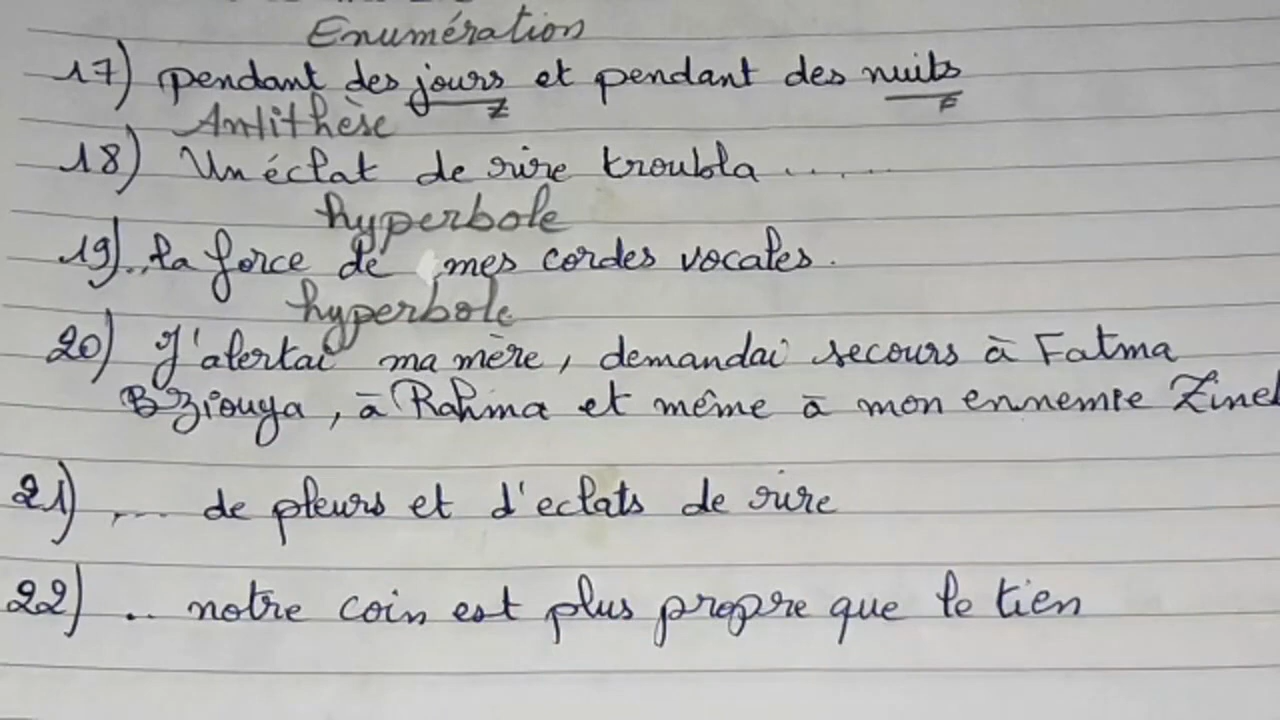 Enumération
17) pendant des jours et pendant des nuits
Antithèse
18) Un éclat de rire troubla .....
hyperbole
19) .. la force de mes cordes vocales.
hyperbole
20) J'alertai ma mère, demandai secours à Fatma
Bziouya, à Rahma et même à mon ennemie Zineb
21) .... de pleurs et d'eclats de rire
22) .. notre coin est plus propre que le tien